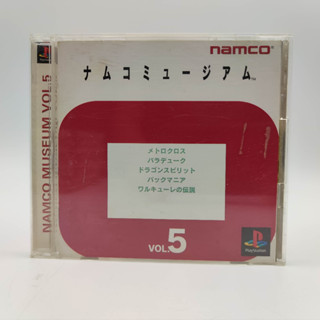 NAMCO MUSEUM VOL.5
namco
ナムコミュージアム
メトロクロス
バラデューク
ドラゴンスピリット
パックマニア
ワルキューレの伝説
VOL.5
PlayStation